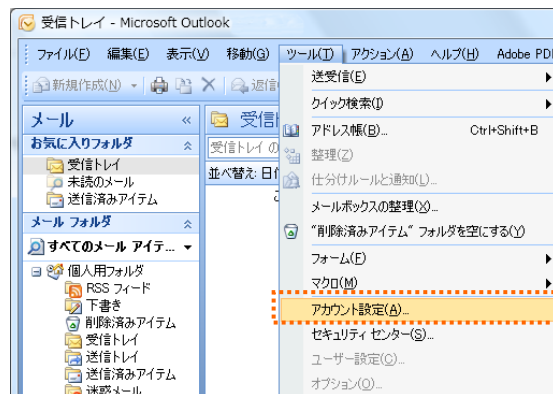 受信トレイ - Microsoft Out
ファイル(F) 編集(E) 表示(V) 移動(G) ツール(T) アクション(A) ヘルプ(H) Adobe PD
新規作成(N) 返信
メール «
お気に入りフォルダ
受信トレイ
未読のメール
送信済みアイテム
メール フォルダ
すべてのメール アイテ...
個人用フォルダ
RSS フィード
下書き
削除済みアイテム
受信トレイ
送信トレイ
送信済みアイテム
迷惑メール
受信
受信トレイ の
並べ替え: 日
送受信(E)
クイック検索(I)
アドレス帳(B)... Ctrl+Shift+B
整理(Z)
仕分けルールと通知(L)...
メールボックスの整理(X)...
"削除済みアイテム" フォルダを空にする(Y)
フォーム(F)
マクロ(M)
アカウント設定(A)...
セキュリティ センター(S)...
ユーザー設定(C)...
オプション(O)...